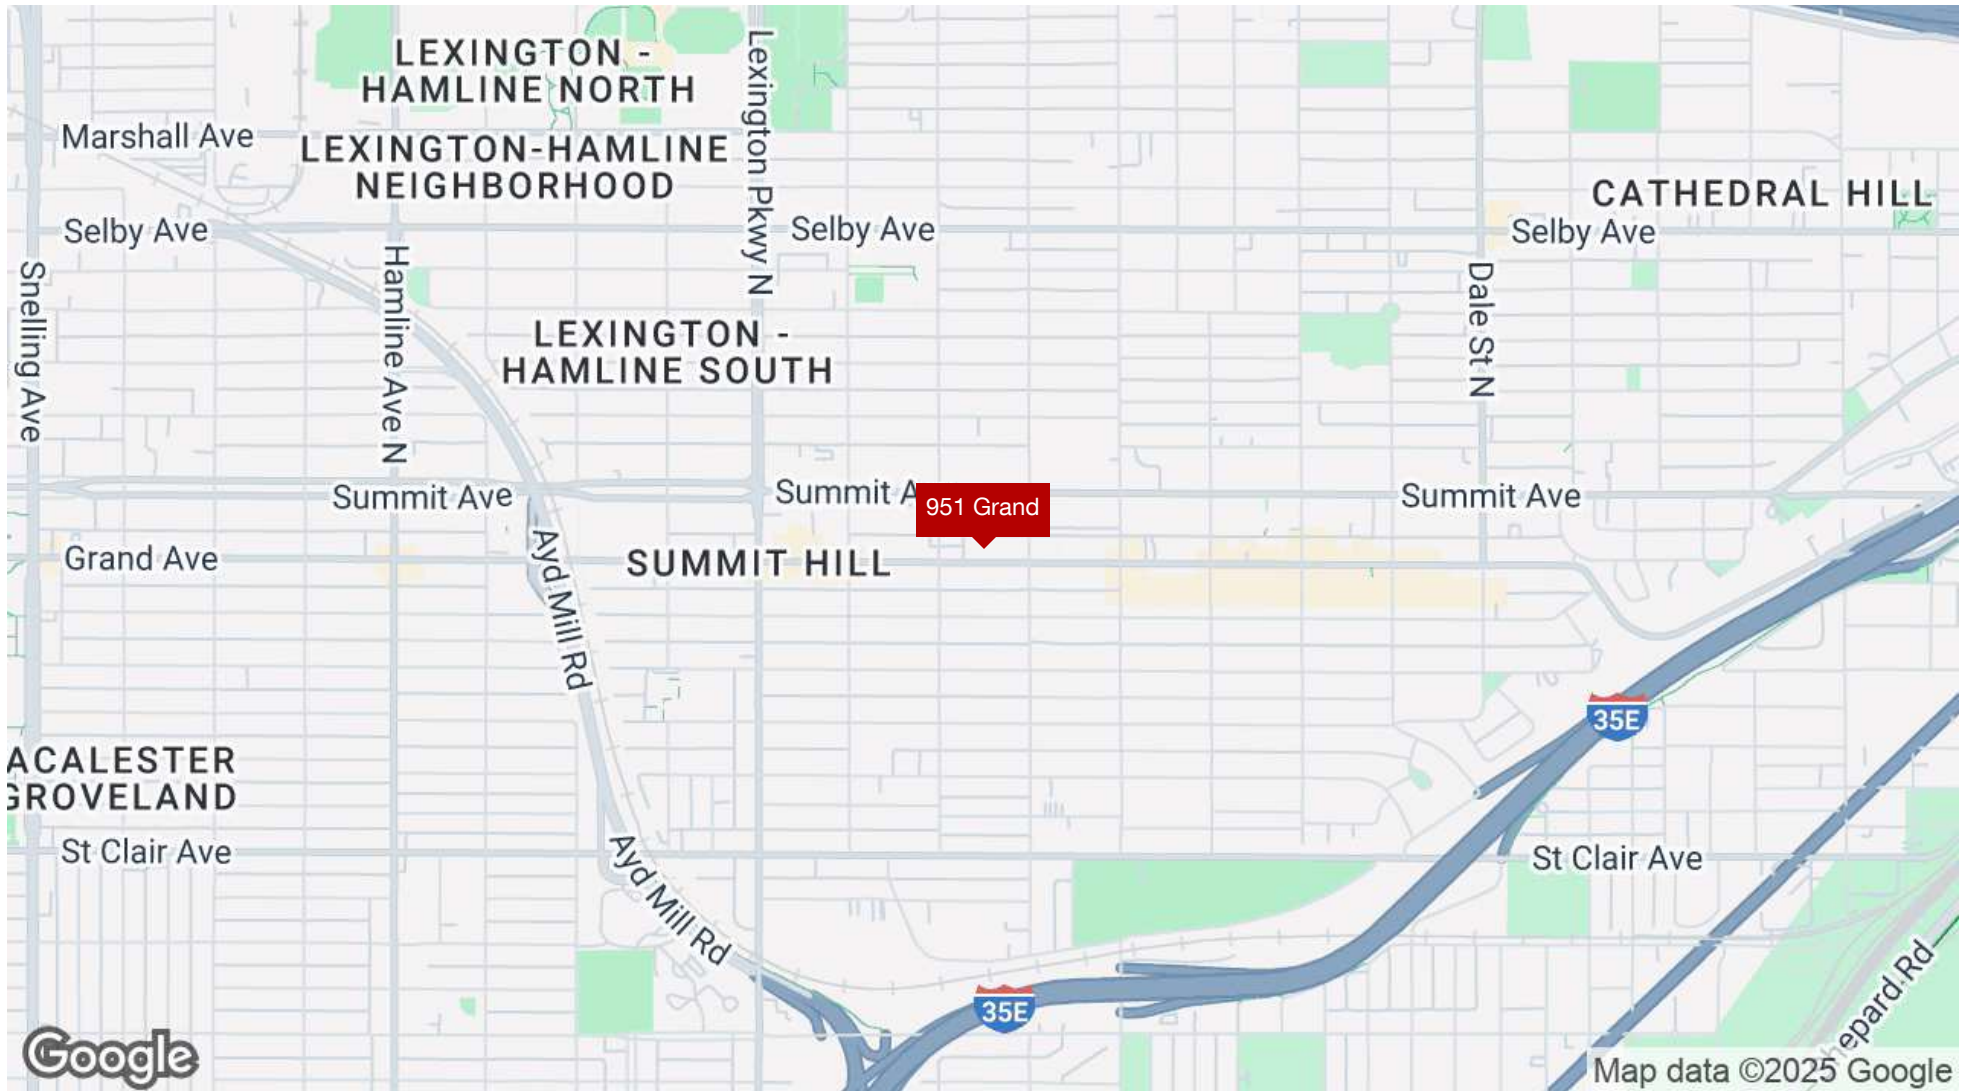 LEXINGTON -
HAMLINE NORTH
Lexington Pkwy N
Marshall Ave
LEXINGTON-HAMLINE
NEIGHBORHOOD
CATHEDRAL HILL
Selby Ave
Selby Ave
Selby Ave
Snelling Ave
Hamline Ave N
Dale St N
LEXINGTON -
HAMLINE SOUTH
Summit Ave
Summit A
951 Grand
Summit Ave
Grand Ave
Ayd Mill Rd
SUMMIT HILL
35E
ACALESTER
GROVELAND
St Clair Ave
Ayd Mill Rd
St Clair Ave
35E
hepard Rd
Google
Map data ©2025 Google